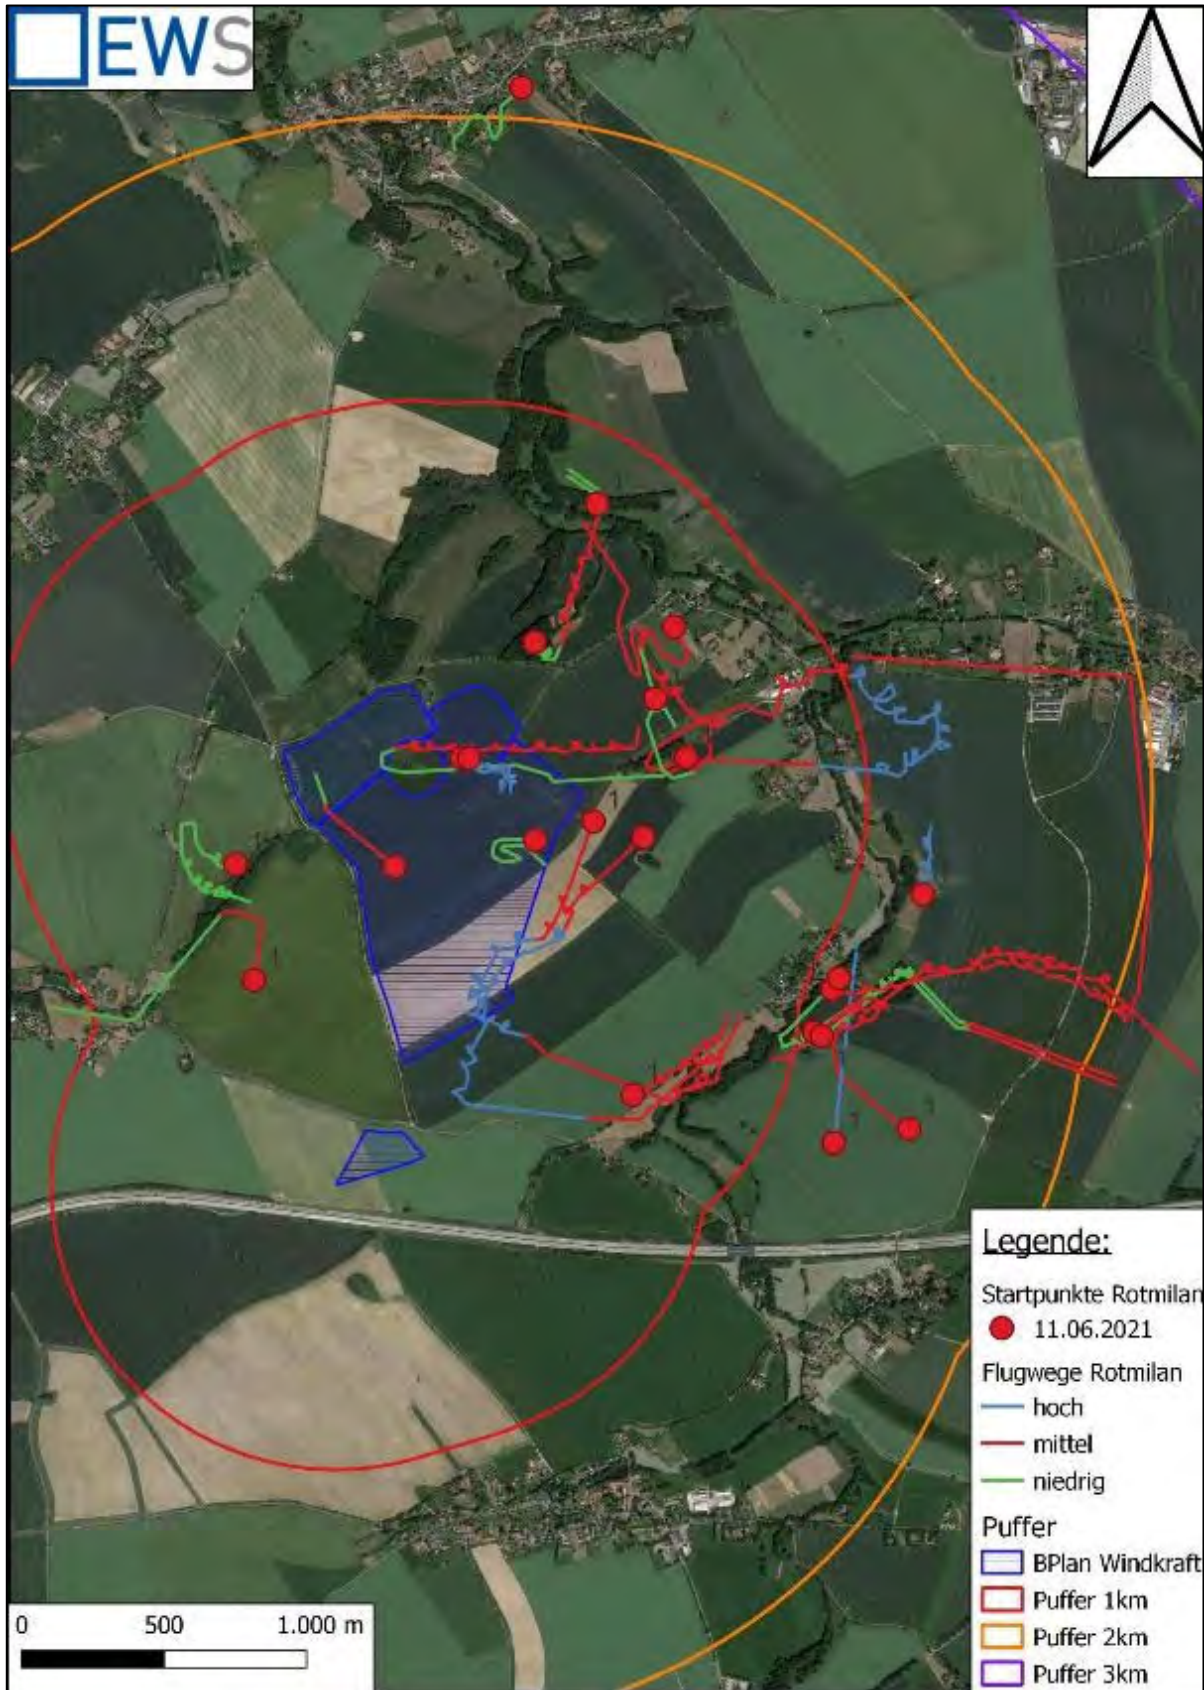 EWS
Legende:
Startpunkte Rotmilan
11.06.2021
Flugwege Rotmilan
hoch
mittel
niedrig
Puffer
BPlan Windkraft
Puffer 1km
Puffer 2km
Puffer 3km
0 500 1.000 m